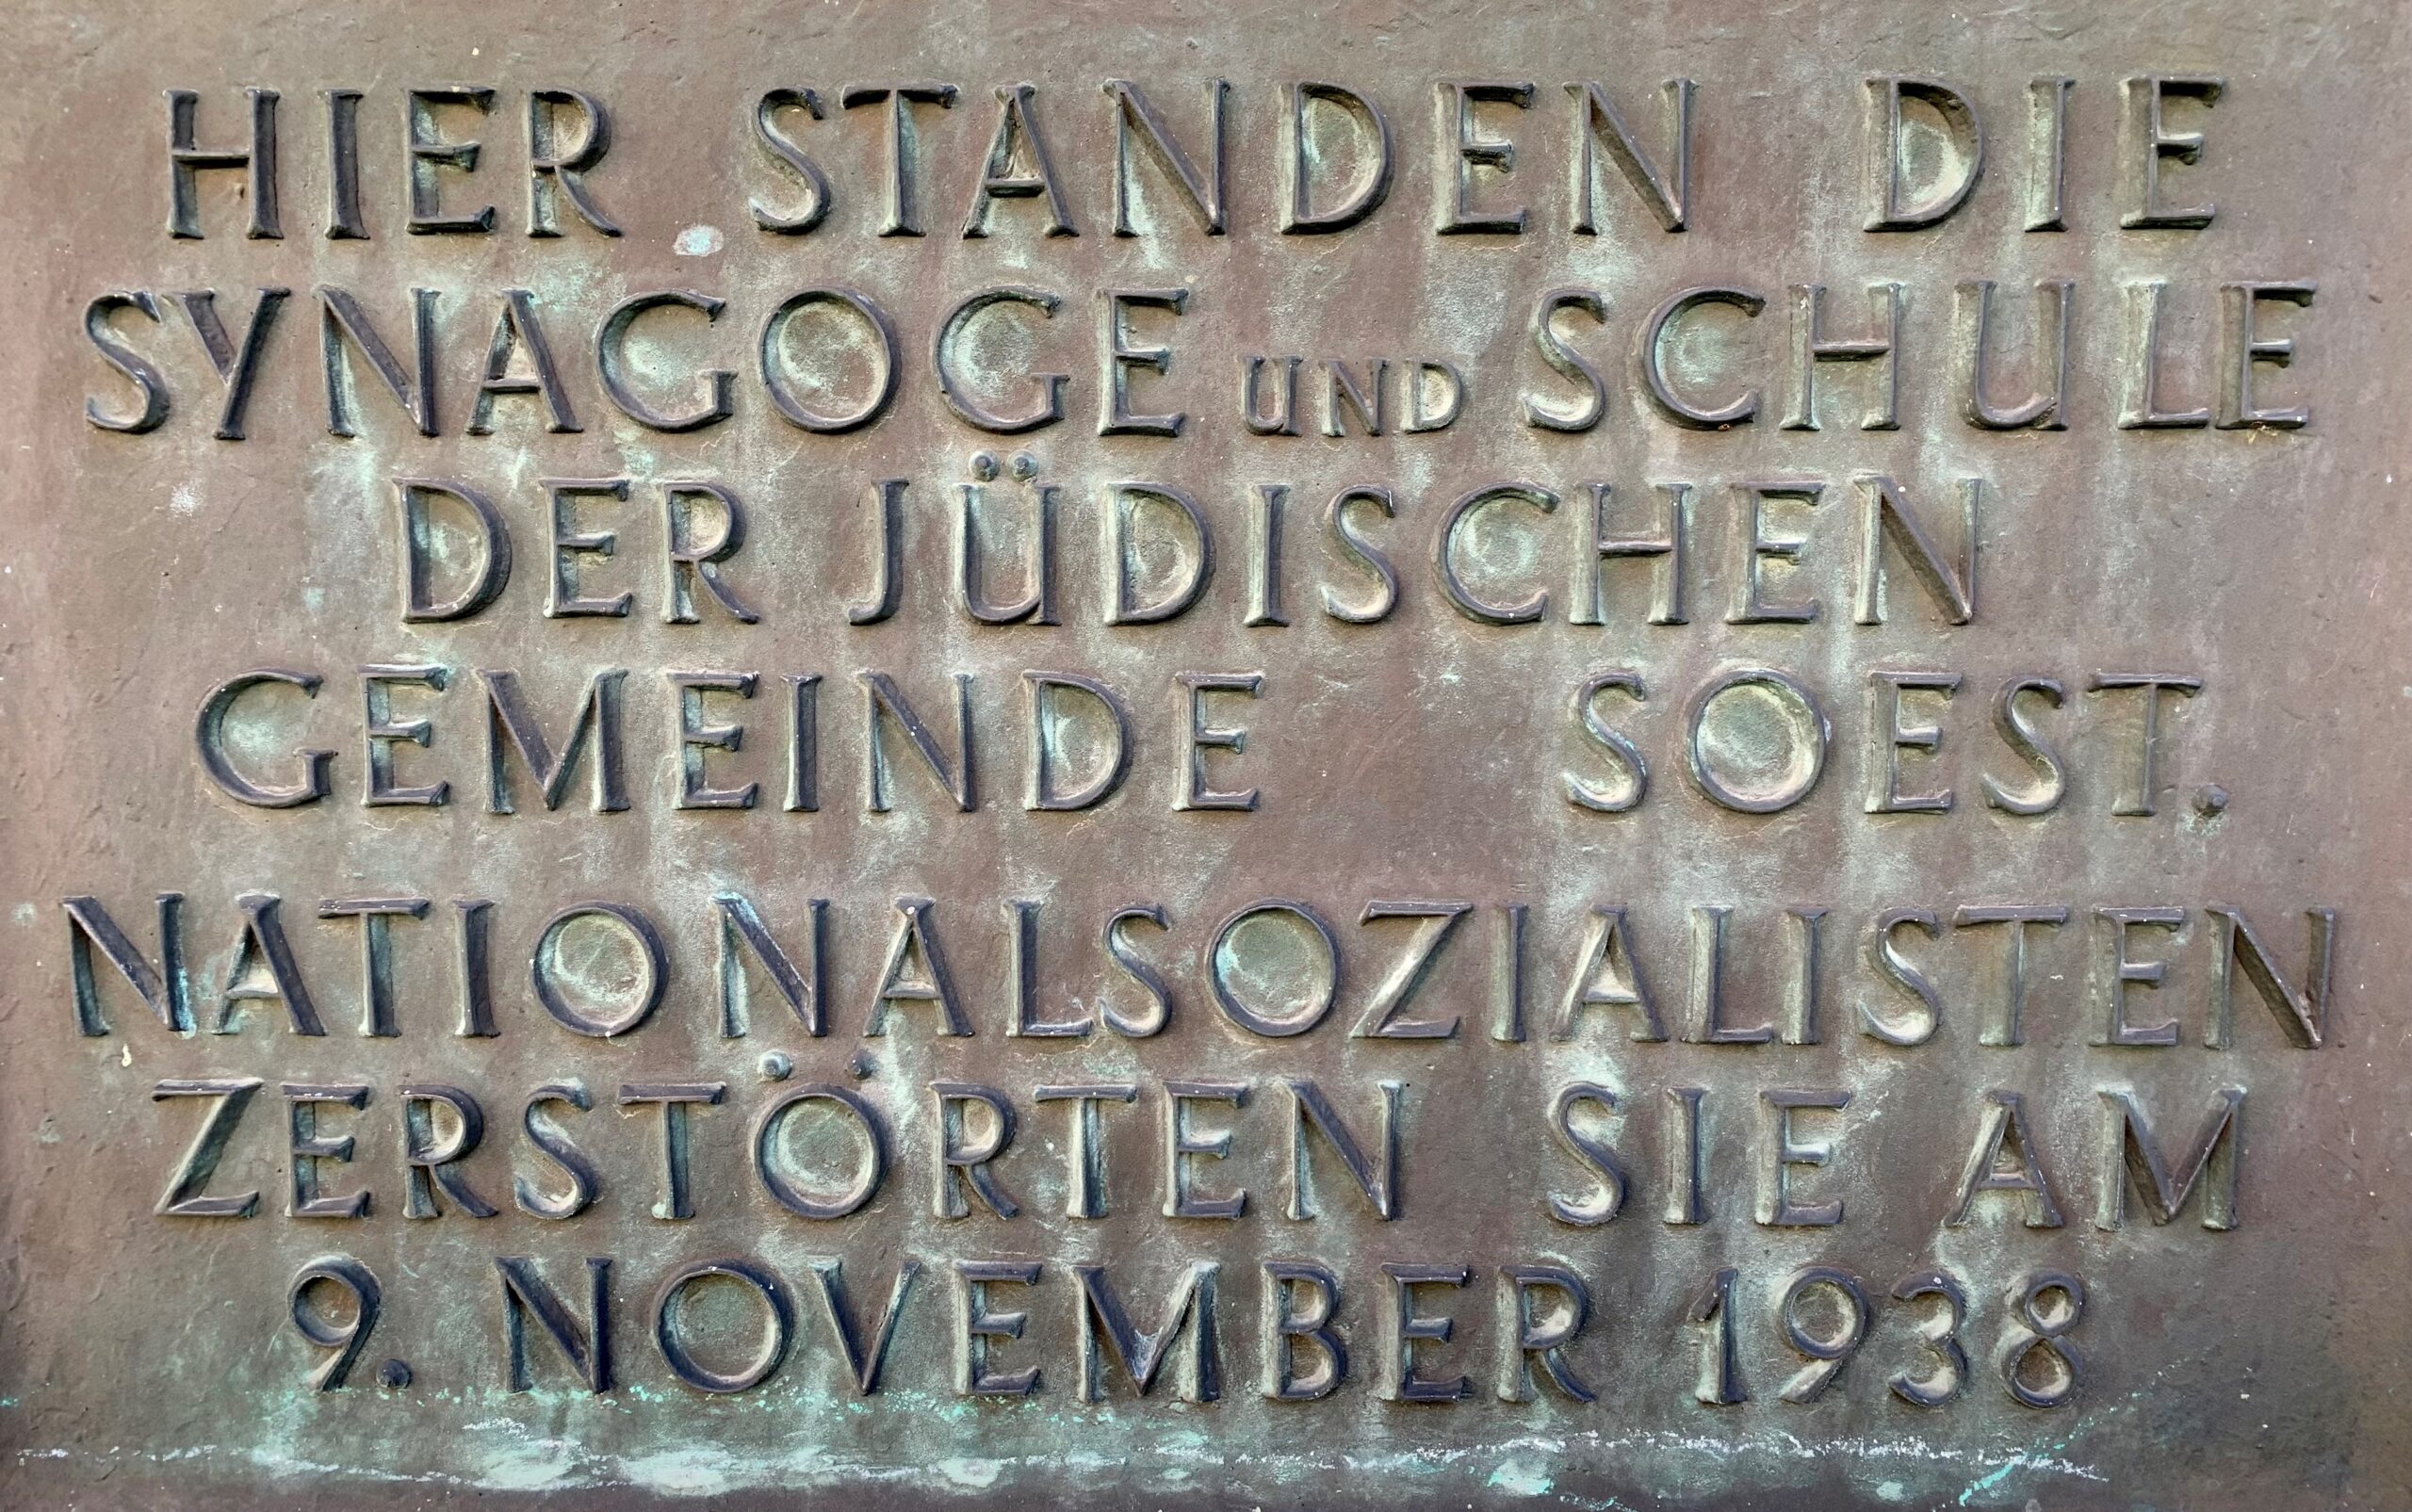 HIER STANDEN DIE
SYNAGOGE UND SCHULE
DER JÜDISCHEN
GEMEINDE SOEST.
NATIONALSOZIALISTEN
ZERSTÖRTEN SIE AM
9. NOVEMBER 1938